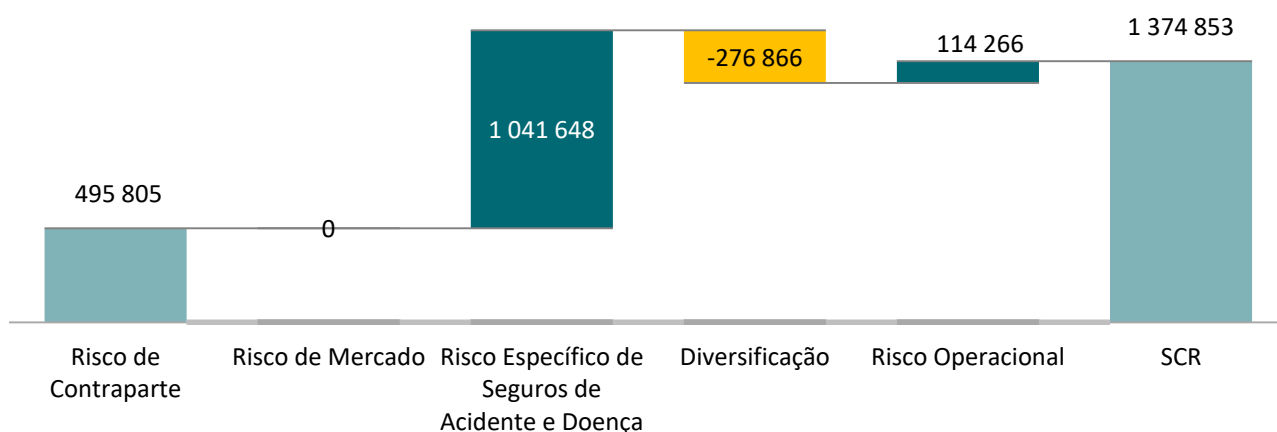 1 374 853
114 266
-276 866
1 041 648
495 805
0
Risco de
Contraparte
Risco de Mercado
Risco Específico de
Seguros de
Acidente e Doença
Diversificação
Risco Operacional
SCR